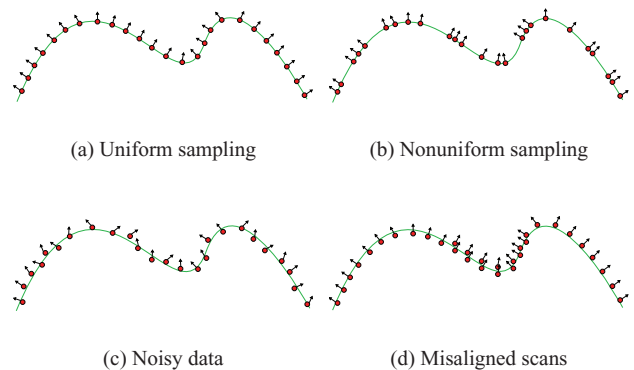 (a) Uniform sampling
(b) Nonuniform sampling
(c) Noisy data
(d) Misaligned scans